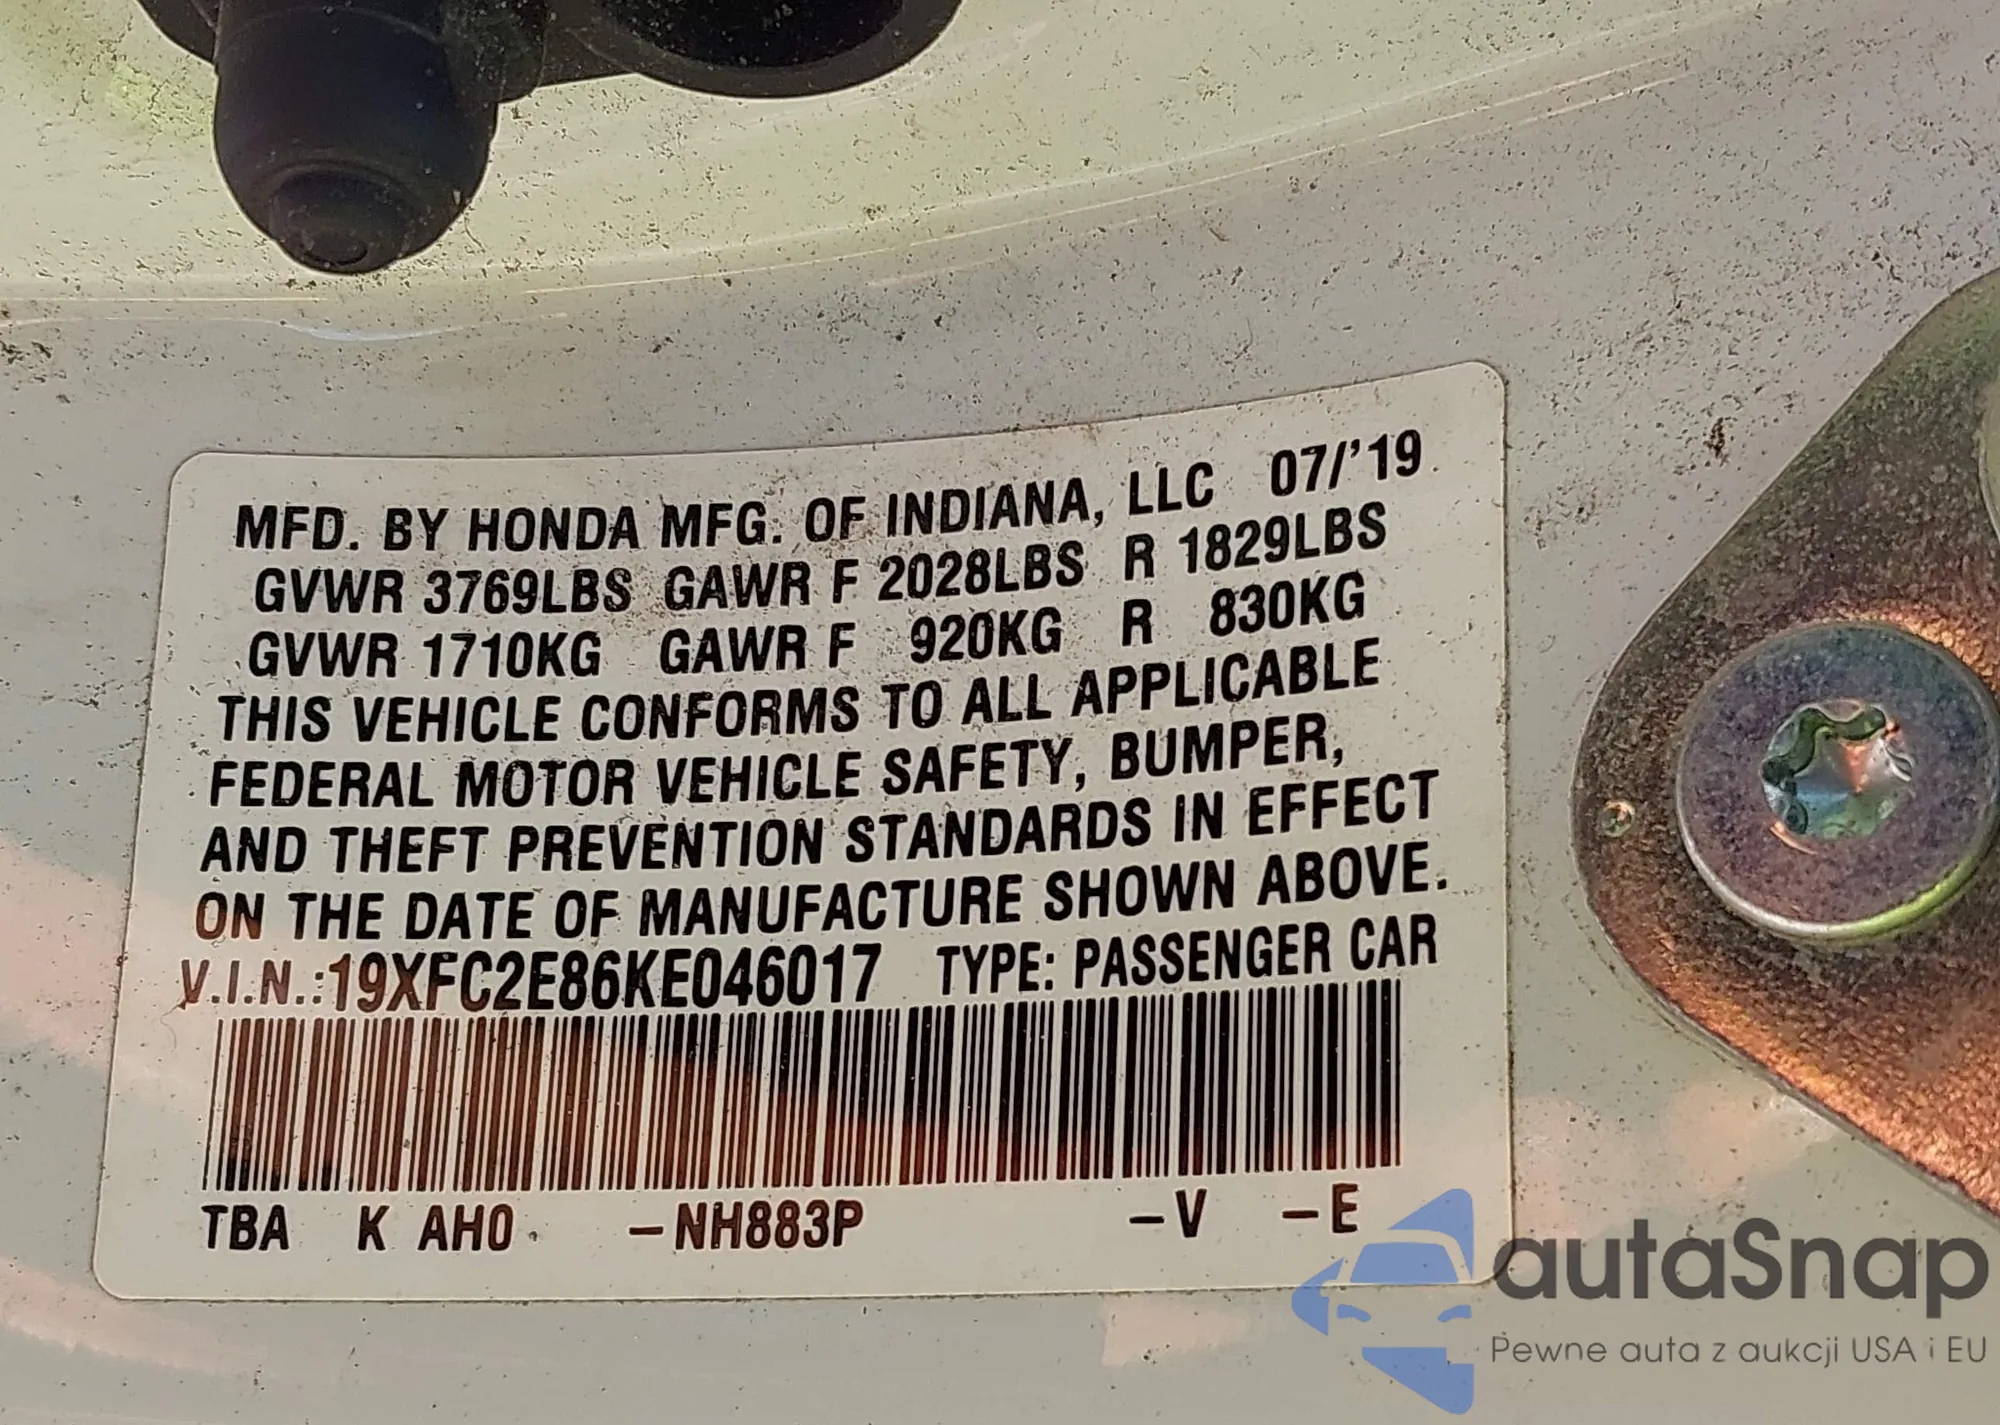 MFD. BY HONDA MFG. OF INDIANA, LLC 07/'19
GVWR 3769LBS GAWR F 2028LBS R 1829LBS
GVWR 1710KG GAWR F 920KG R 830KG
THIS VEHICLE CONFORMS TO ALL APPLICABLE
FEDERAL MOTOR VEHICLE SAFETY, BUMPER,
AND THEFT PREVENTION STANDARDS IN EFFECT
ON THE DATE OF MANUFACTURE SHOWN ABOVE.
V.I.N.:19XFC2E86KE046017 TYPE: PASSENGER CAR
TBA K AH0 -NH883P -V -E
autaSnap
Pewne auta z aukcji USA i EU